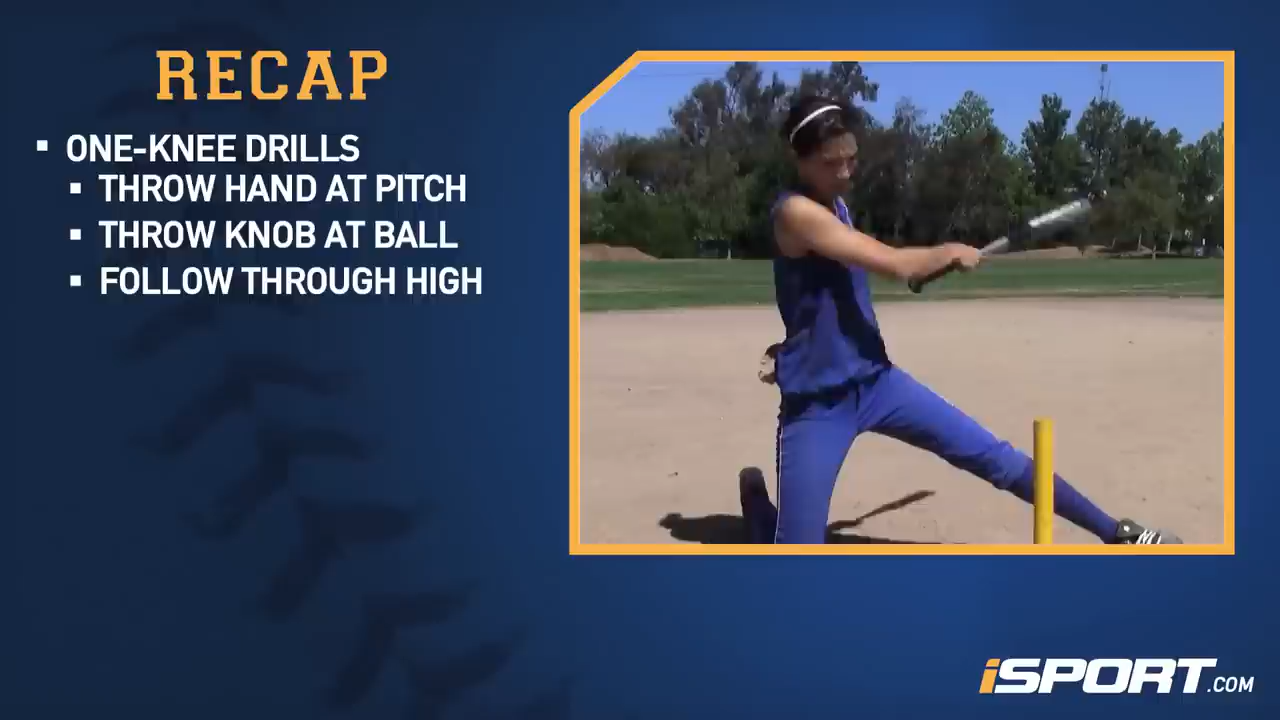 RECAP
ONE-KNEE DRILLS
THROW HAND AT PITCH
THROW KNOB AT BALL
FOLLOW THROUGH HIGH
iSPORT.COM